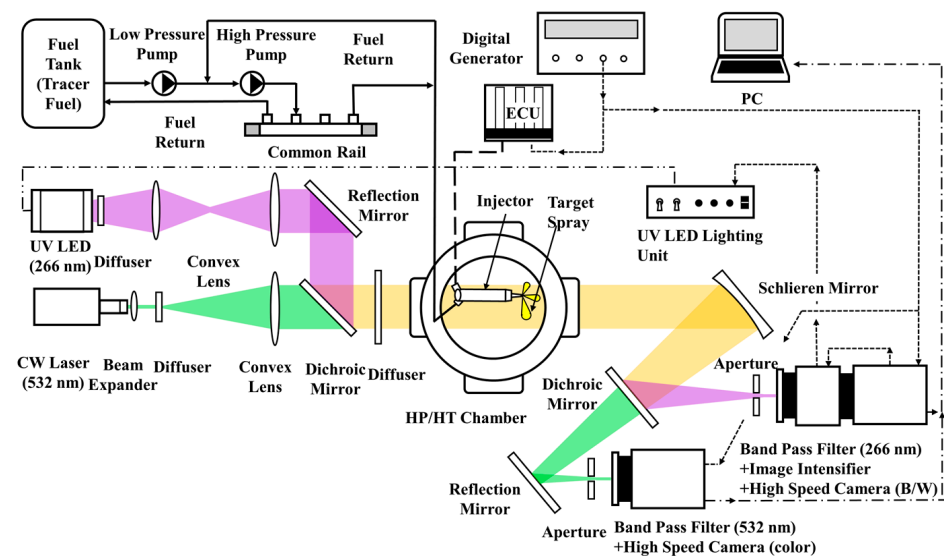 Fuel
Tank
(Tracer
Fuel)
Low Pressure
Pump
High Pressure
Pump
Fuel
Return
Fuel
Return
Common Rail
Digital
Generator
ECU
PC
UV LED
(266 nm)
Diffuser
Convex
Lens
Reflection
Mirror
Injector
Target
Spray
UV LED Lighting
Unit
Schlieren Mirror
CW Laser
(532 nm)
Beam
Expander
Diffuser
Convex
Lens
Dichroic
Mirror
Diffuser
HP/HT Chamber
Dichroic
Mirror
Aperture
Band Pass Filter (266 nm)
+Image Intensifier
+High Speed Camera (B/W)
Reflection
Mirror
Aperture
Band Pass Filter (532 nm)
+High Speed Camera (color)